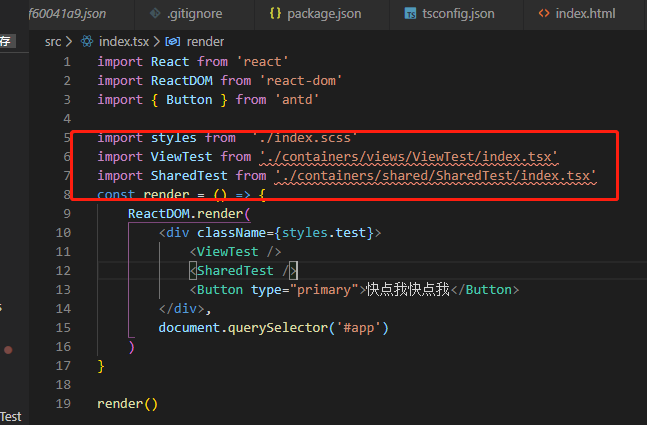 f60041a9.json .gitignore package.json tsconfig.json index.html
存
src > index.tsx > render
1 import React from 'react'
2 import ReactDOM from 'react-dom'
3 import { Button } from 'antd'
4
5 import styles from './index.scss'
6 import ViewTest from './containers/views/ViewTest/index.tsx'
7 import SharedTest from './containers/shared/SharedTest/index.tsx'
8 const render = () => {
9 ReactDOM.render(
10 <div className={styles.test}>
11 <ViewTest />
12 <SharedTest />
13 <Button type="primary">快点我快点我</Button>
14 </div>,
15 document.querySelector('#app')
16 )
17 }
18
19 render()
Test